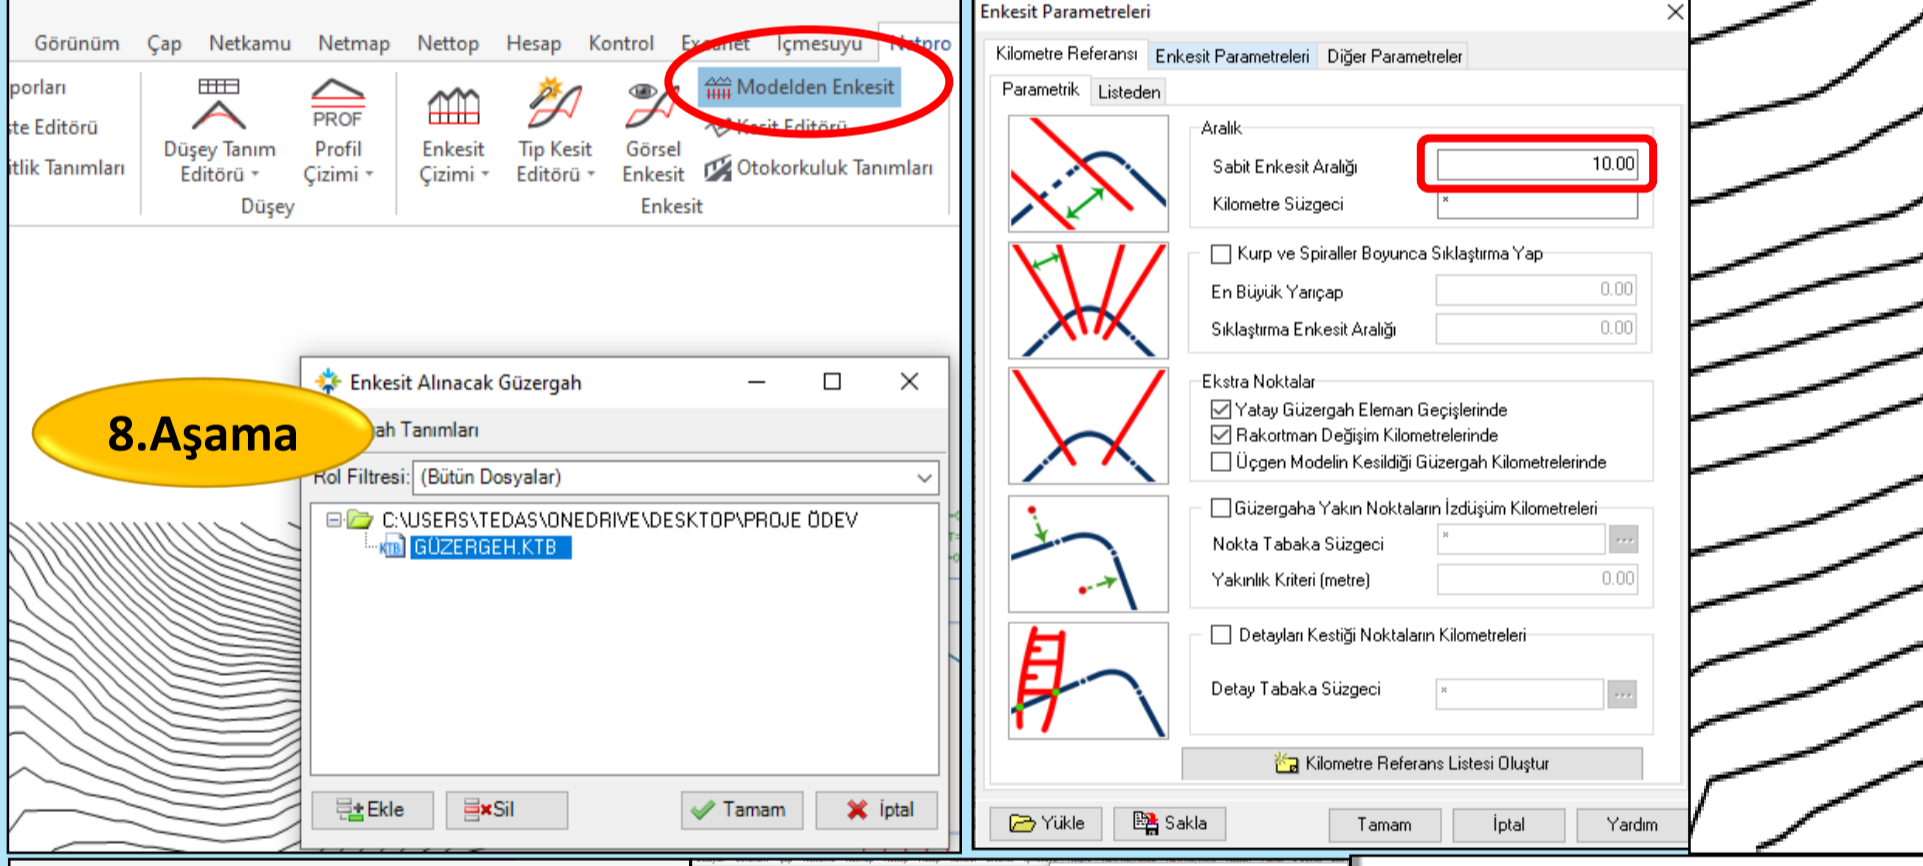 Görünüm Çap Netkamu Netmap Nettop Hesap Kontrol İçmesuyu Netpro
porları
Modelden Enkesit
ste Editörü
Kesit Editörü
itlik Tanımları
Otokorkuluk Tanımları
Düşey Tanım Editörü
PROF
Profil Çizimi
Enkesit Çizimi
Tip Kesit Editörü
Görsel Enkesit
Düşey
Enkesit
8.Aşama
Enkesit Alınacak Güzergah
ah Tanımları
Rol Filtresi: (Bütün Dosyalar)
C:\USERS\TEDAS\ONEDRIVE\DESKTOP\PROJE ÖDEV
KTB GÜZERGEH.KTB
Ekle Sil Tamam İptal
Enkesit Parametreleri
Kilometre Referansı Enkesit Parametreleri Diğer Parametreler
Parametrik Listeden
Aralık
Sabit Enkesit Aralığı 10.00
Kilometre Süzgeci *
Kurp ve Spiraller Boyunca Sıklaştırma Yap
En Büyük Yarıçap 0.00
Sıklaştırma Enkesit Aralığı 0.00
Ekstra Noktalar
Yatay Güzergah Eleman Geçişlerinde
Rakortman Değişim Kilometrelerinde
Üçgen Modelin Kesildiği Güzergah Kilometrelerinde
Güzergaha Yakın Noktaların İzdüşüm Kilometreleri
Nokta Tabaka Süzgeci * ...
Yakınlık Kriteri (metre) 0.00
Detayları Kestiği Noktaların Kilometreleri
Detay Tabaka Süzgeci * ...
Kilometre Referans Listesi Oluştur
Yükle Sakla Tamam İptal Yardım